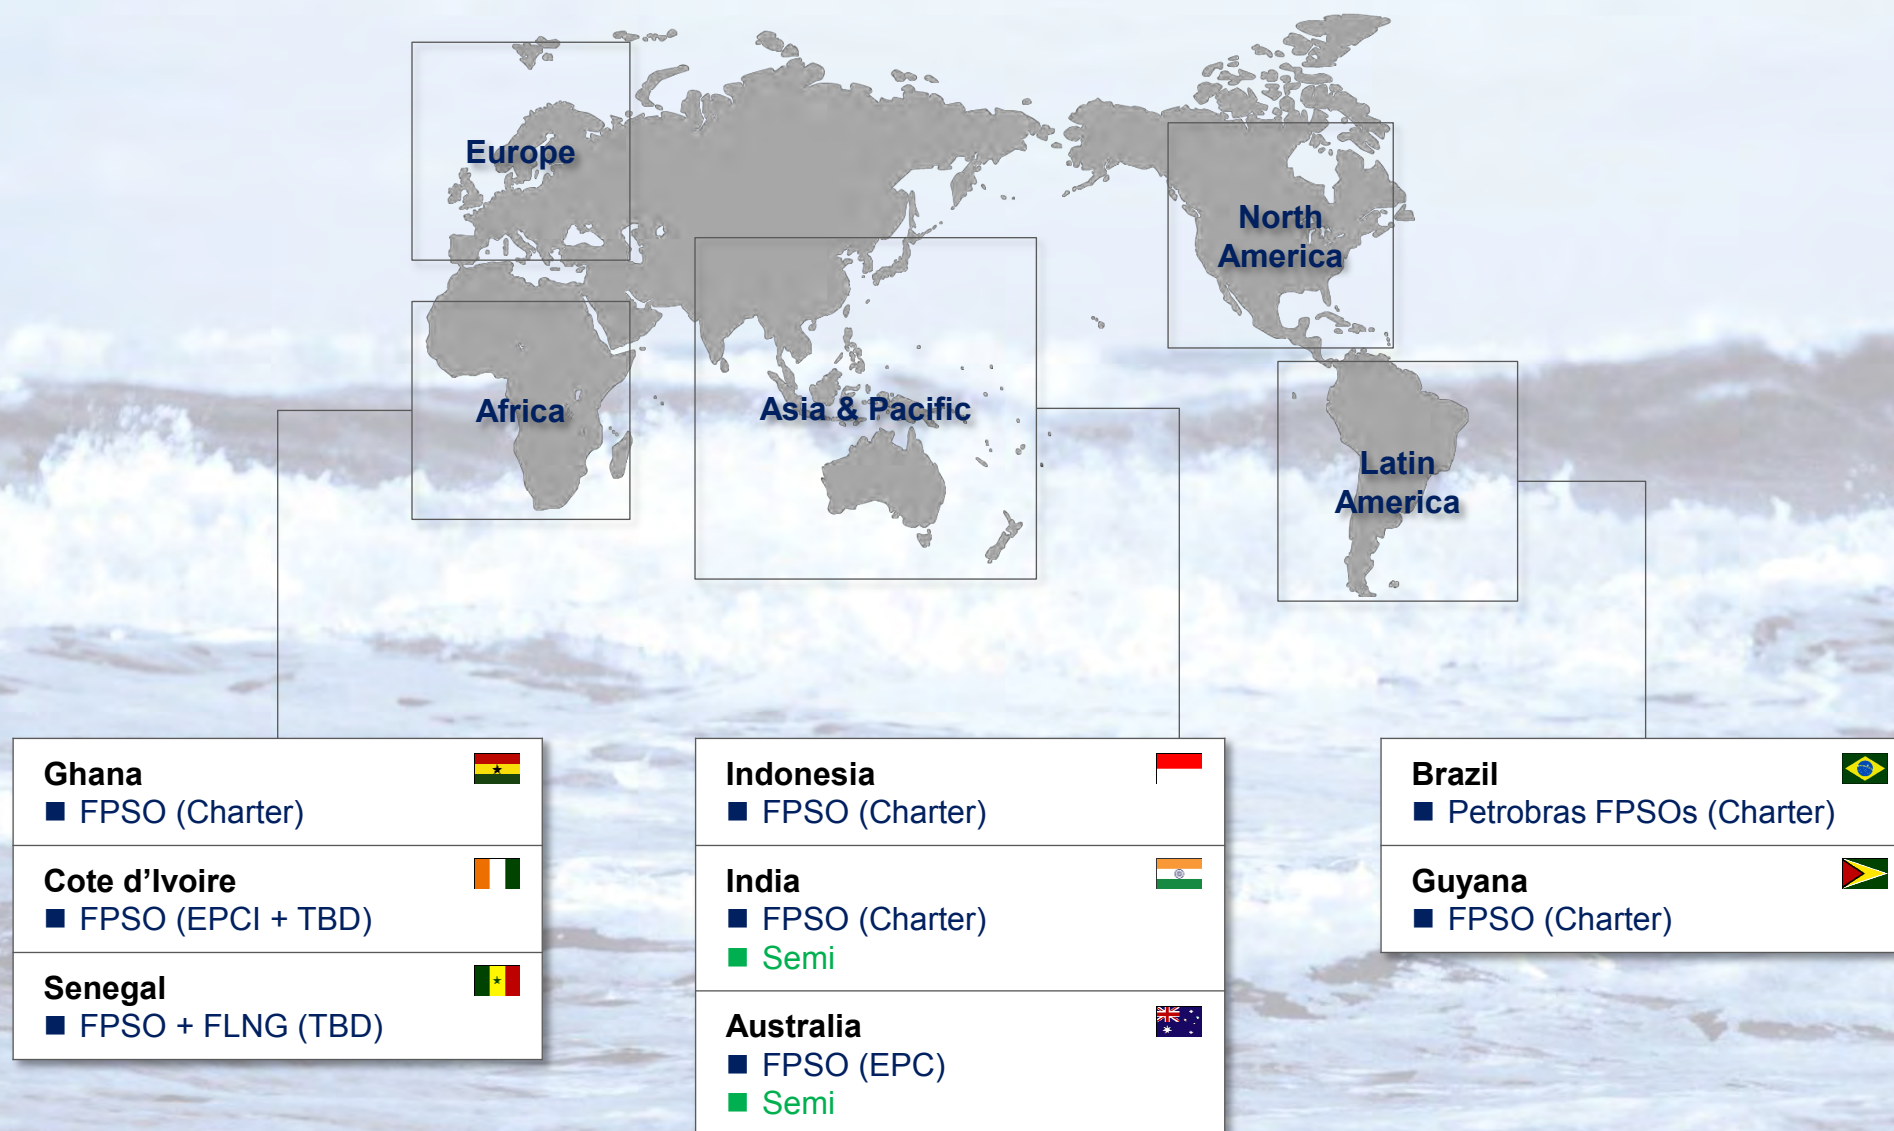 Europe
North
America
Africa
Asia & Pacific
Latin
America
Ghana
■ FPSO (Charter)
Cote d’Ivoire
■ FPSO (EPCI + TBD)
Senegal
■ FPSO + FLNG (TBD)
Indonesia
■ FPSO (Charter)
India
■ FPSO (Charter)
■ Semi
Australia
■ FPSO (EPC)
■ Semi
Brazil
■ Petrobras FPSOs (Charter)
Guyana
■ FPSO (Charter)